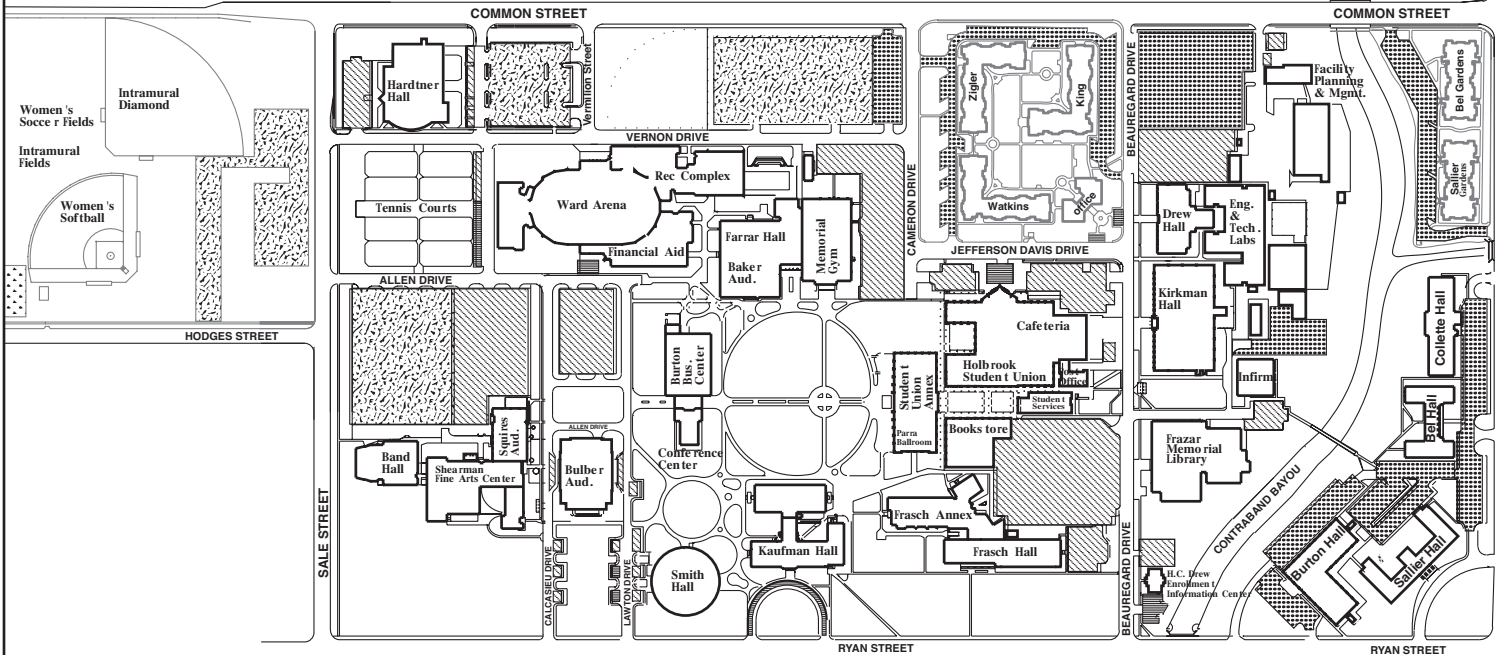 COMMON STREET
COMMON STREET
Hardtner
Hall
Vernon Street
Intramural
Diamond
Women's
Soccer Fields
Intramural
Fields
Women's
Softball
VERNON DRIVE
Zigler
King
Watkins
office
BEAUREGARD DRIVE
Facility
Planning
& Mgmt.
Bel Gardens
Sallier
Gardens
Tennis Courts
Ward Arena
Rec Complex
Financial Aid
Farrar Hall
Baker
Aud.
Memorial
Gym
CAMERON DRIVE
JEFFERSON DAVIS DRIVE
Drew
Hall
Eng.
&
Tech.
Labs
ALLEN DRIVE
HODGES STREET
Kirkman
Hall
Collette Hall
Cafeteria
Holbrook
Student Union
Post
Office
Student
Services
Student
Union
Annex
Parra
Ballroom
Bookstore
Burton
Bus.
Center
Conference
Center
Infirm
Bel Hall
Squires
Aud.
ALLEN DRIVE
Band
Hall
Shearman
Fine Arts Center
Bulber
Aud.
Frazar
Memorial
Library
SALE STREET
CALCASIEU DRIVE
LAWTON DRIVE
Smith
Hall
Kaufman Hall
Frasch Annex
Frasch Hall
BEAUREGARD DRIVE
H.C. Drew
Enrollment
Information Center
CONTRABAND BAYOU
Burton Hall
Sallier Hall
RYAN STREET
RYAN STREET